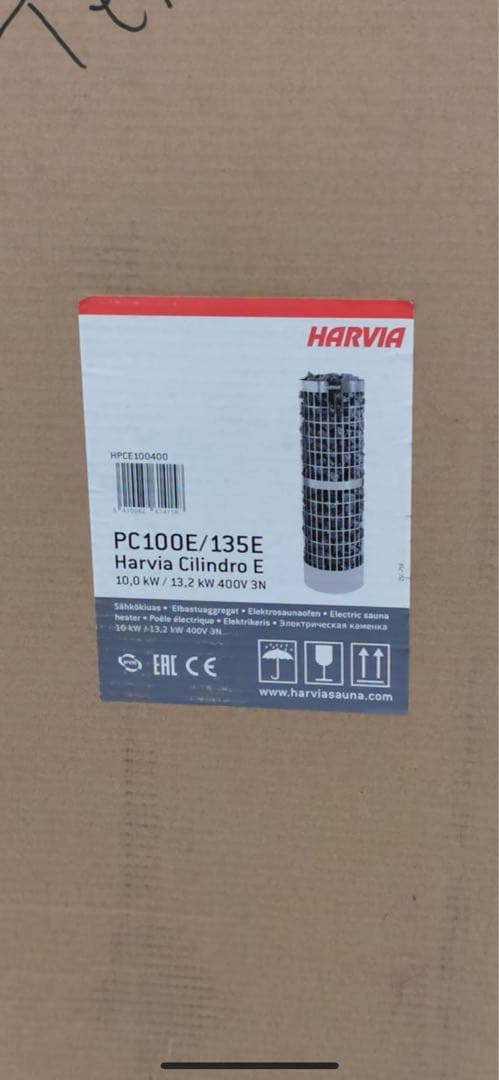 HARVIA
HPCE100400
PC100E/135E
Harvia Cilindro E
10,0 kW / 13,2 kW 400V 3N
Sähkökiuas • Elbastuaggregat • Elektrosaunaofen • Electric sauna
heater • Poêle électrique • Elektrikeris • Электрическая каменка
10 kW / 13,2 kW 400V 3N
EAC CE
www.harviasauna.com